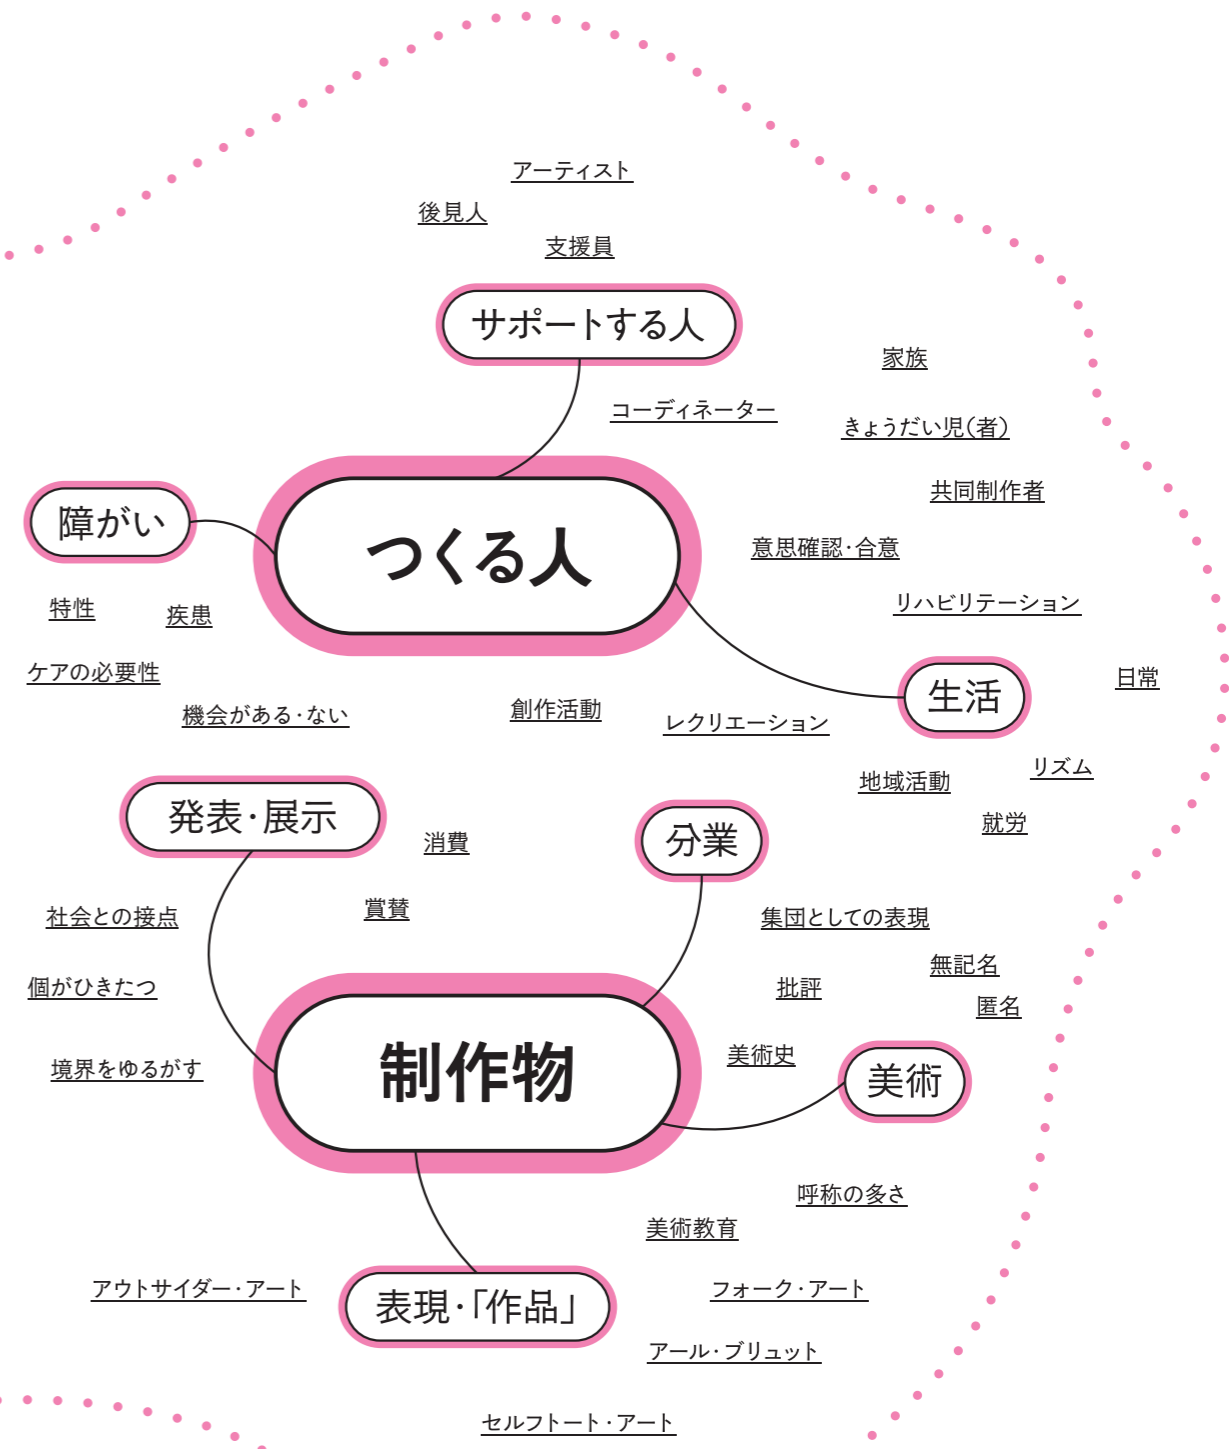 アーティスト
後見人
支援員
サポートする人
家族
コーディネーター
きょうだい児(者)
共同制作者
障がい
つくる人
意思確認・合意
特性
疾患
リハビリテーション
ケアの必要性
生活
日常
機会がある・ない
創作活動
レクリエーション
リズム
地域活動
就労
発表・展示
消費
分業
賞賛
社会との接点
集団としての表現
無記名
個がひきたつ
批評
匿名
境界をゆるがす
制作物
美術史
美術
呼称の多さ
美術教育
アウトサイダー・アート
表現・「作品」
フォーク・アート
アール・ブリュット
セルフトート・アート